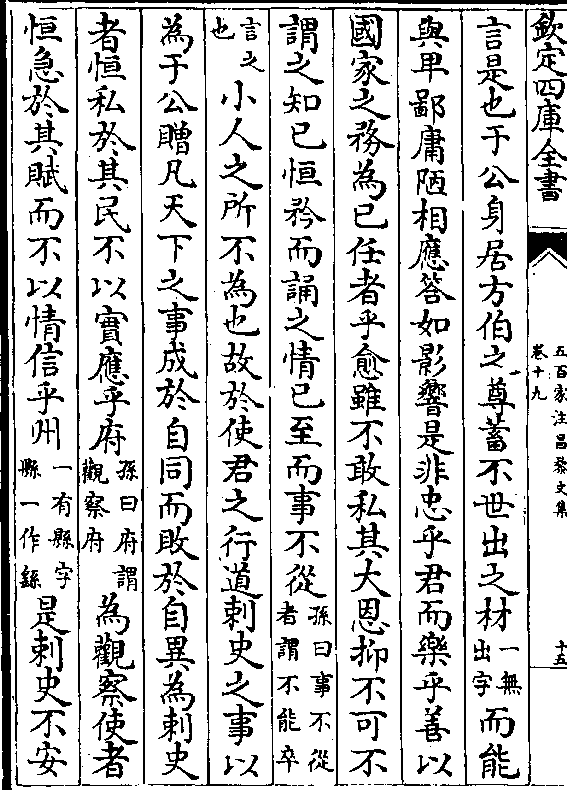 欽定四庫全書
五百家注昌黎文集
卷十九
十五
言是也于公身居方伯之尊蓄不世出之材一無出字而能
與卑鄙庸陋相應答如影響是非忠乎君而樂乎善以
國家之務為已任者乎愈雖不敢私其大恩抑不可不
謂之知已恒矜而誦之情已至而事不從孫曰事不從者謂不能卒
言之也小人之所不為也故於使君之行道刺史之事以
為于公贈凡天下之事成於自同而敗於自異為刺史
者恒私於其民不以實應乎府孫曰府謂觀察府為觀察使者
恒急於其賦而不以情信乎州一有縣字縣一作繇是刺史不安